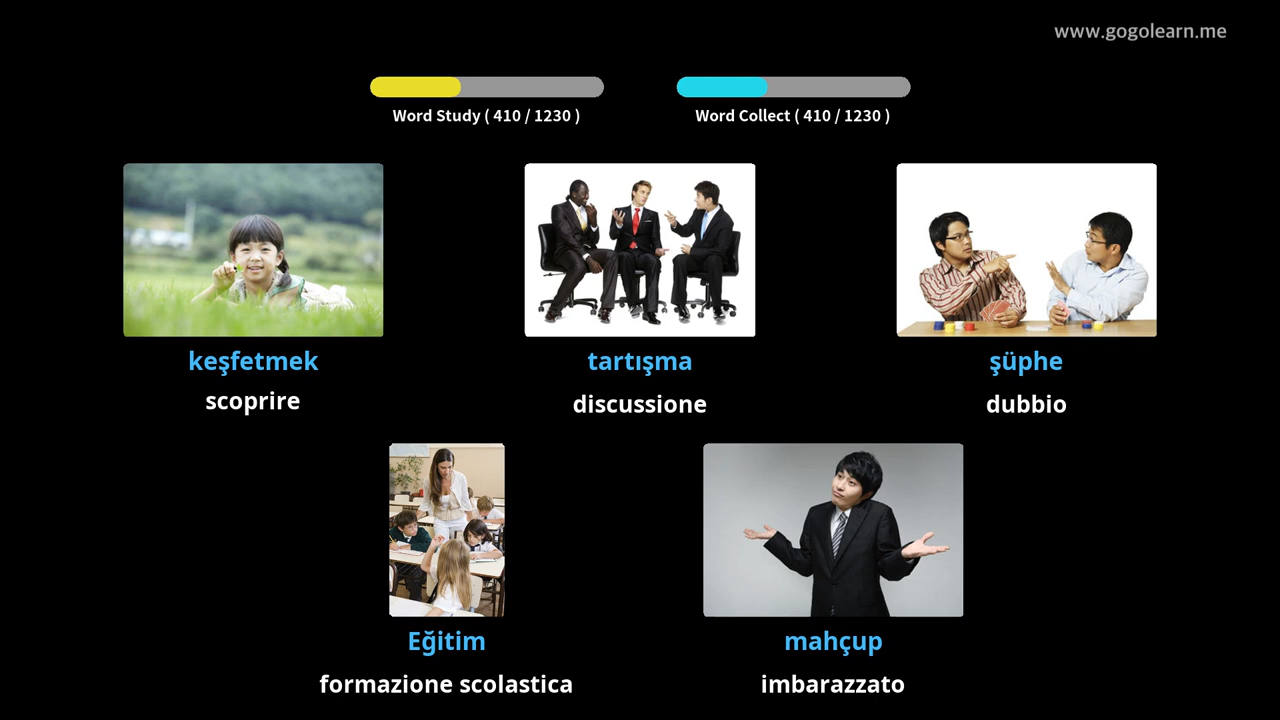 www.gogolearn.me
Word Study ( 410 / 1230 )
Word Collect ( 410 / 1230 )
keşfetmek
scoprire
tartışma
discussione
şüphe
dubbio
Eğitim
formazione scolastica
mahçup
imbarazzato